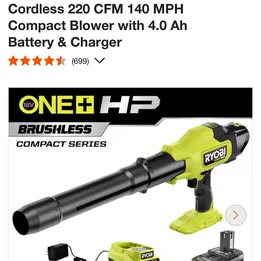 Cordless 220 CFM 140 MPH
Compact Blower with 4.0 Ah
Battery & Charger
(699)
18V ONE+ HP
BRUSHLESS
COMPACT SERIES
RYOBI